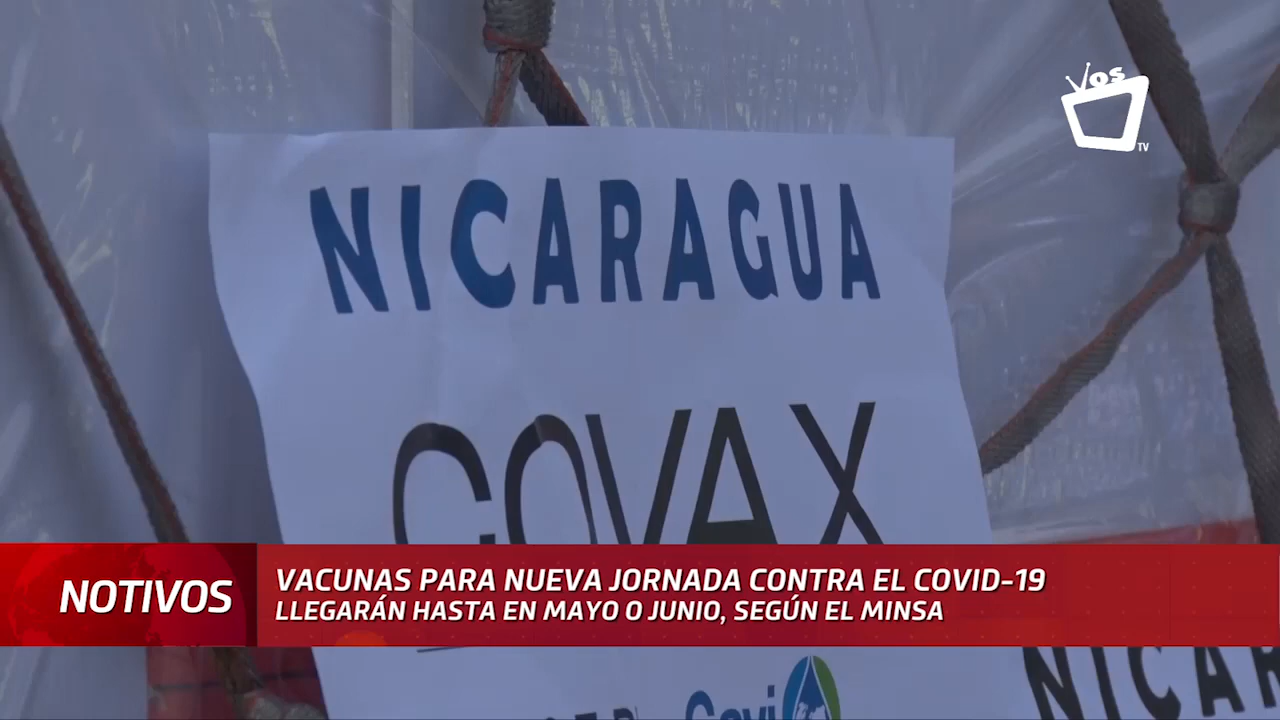 VOS
TV
NICARAGUA
COVAX
NOTIVOS
VACUNAS PARA NUEVA JORNADA CONTRA EL COVID-19
LLEGARÁN HASTA EN MAYO O JUNIO, SEGÚN EL MINSA
Gavi